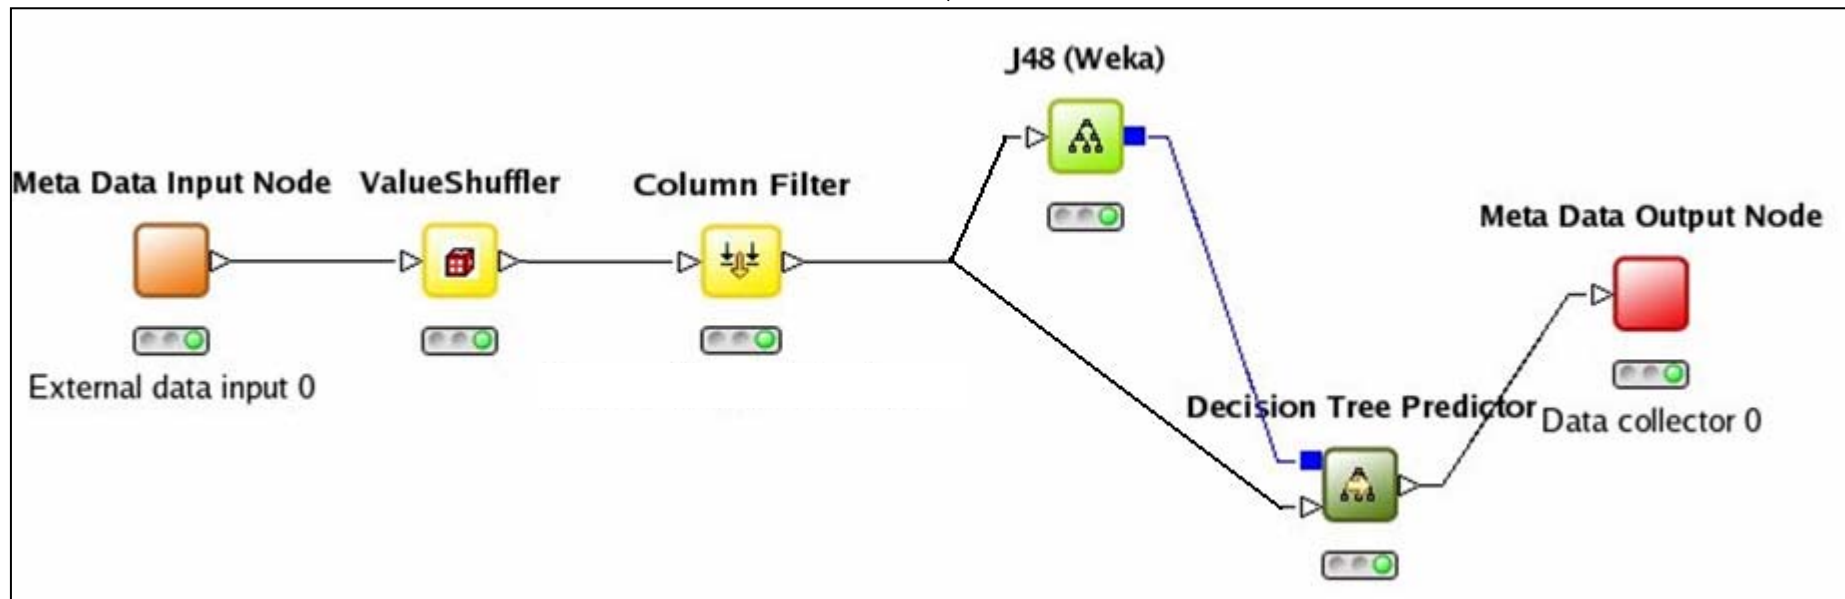 J48 (Weka)
Meta Data Input Node
ValueShuffler
Column Filter
Meta Data Output Node
External data input 0
Decision Tree Predictor
Data collector 0